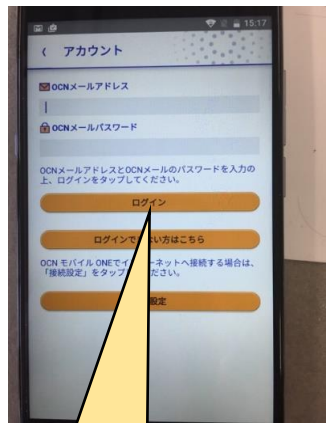 15:17
アカウント
OCNメールアドレス
OCNメールパスワード
OCNメールアドレスとOCNメールのパスワードを入力の
上、ログインをタップしてください。
ログイン
ログインで ない方はこちら
OCN モバイル ONEでイ ーネットへ接続する場合は、
「接続設定」をタップ ださい。
設定